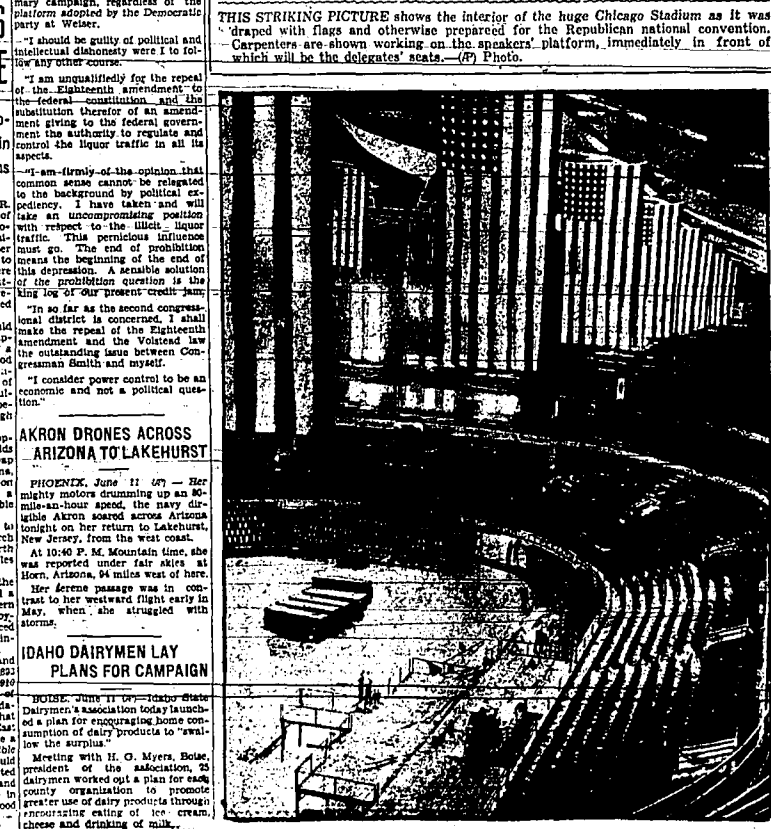 mary campaign, regardless of the
platform adopted by the Democratic
party at Weiser.
"I should be guilty of political and
intellectual dishonesty were I to fol-
low any other course.
"I am unqualifiedly for the repeal
of the Eighteenth amendment to
the federal constitution and the
substitution therefor of an amend-
ment giving to the federal govern-
ment the authority to regulate and
control the liquor traffic in all its
aspects.
"I am firmly of the opinion that
common sense cannot be relegated
to the background by political ex-
pediency. I have taken and will
take an uncompromising position
with respect to the illicit liquor
traffic. This pernicious influence
must go. The end of prohibition
means the beginning of the end of
this depression. A sensible solution
of the prohibition question is the
king log of our present credit jam.
"In so far as the second congress-
ional district is concerned, I shall
make the repeal of the Eighteenth
amendment and the Volstead law
the outstanding issue between Con-
gressman Smith and myself.
"I consider power control to be an
economic and not a political ques-
tion."
AKRON DRONES ACROSS
ARIZONA TO LAKEHURST
PHOENIX, June 11 (AP) — Her
mighty motors drumming up an 80-
mile-an-hour speed, the navy dir-
igible Akron soared across Arizona
tonight on her return to Lakehurst,
New Jersey, from the west coast.
At 10:40 P. M. Mountain time, she
was reported under fair skies at
Horn, Arizona, 94 miles west of here.
Her serene passage was in con-
trast to her westward flight early in
May, when she struggled with
storms.
IDAHO DAIRYMEN LAY
PLANS FOR CAMPAIGN
BOISE, June 11 (AP)—Idaho State
Dairymen's association today launch-
ed a plan for encouraging home con-
sumption of dairy products to "swal-
low the surplus."
Meeting with H. G. Myers, Boise,
president of the association, 25
dairymen worked out a plan for each
county organization to promote
greater use of dairy products through
encouraging eating of ice cream,
cheese and drinking of milk.
THIS STRIKING PICTURE shows the interior of the huge Chicago Stadium as it was
draped with flags and otherwise prepared for the Republican national convention.
Carpenters are shown working on the speakers' platform, immediately in front of
which will be the delegates' seats.—(AP) Photo.